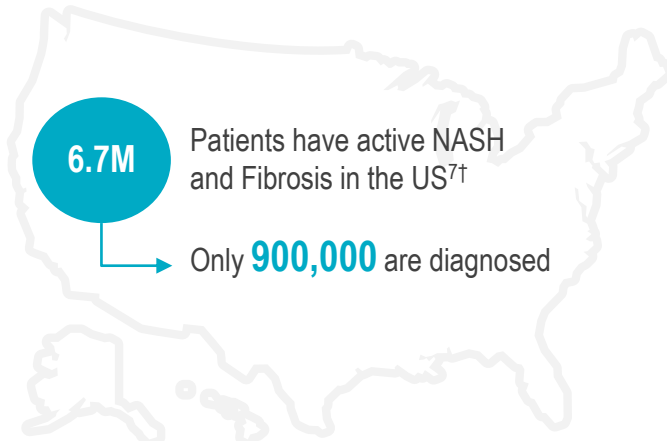 6.7M
Patients have active NASH
and Fibrosis in the US7†
Only 900,000 are diagnosed